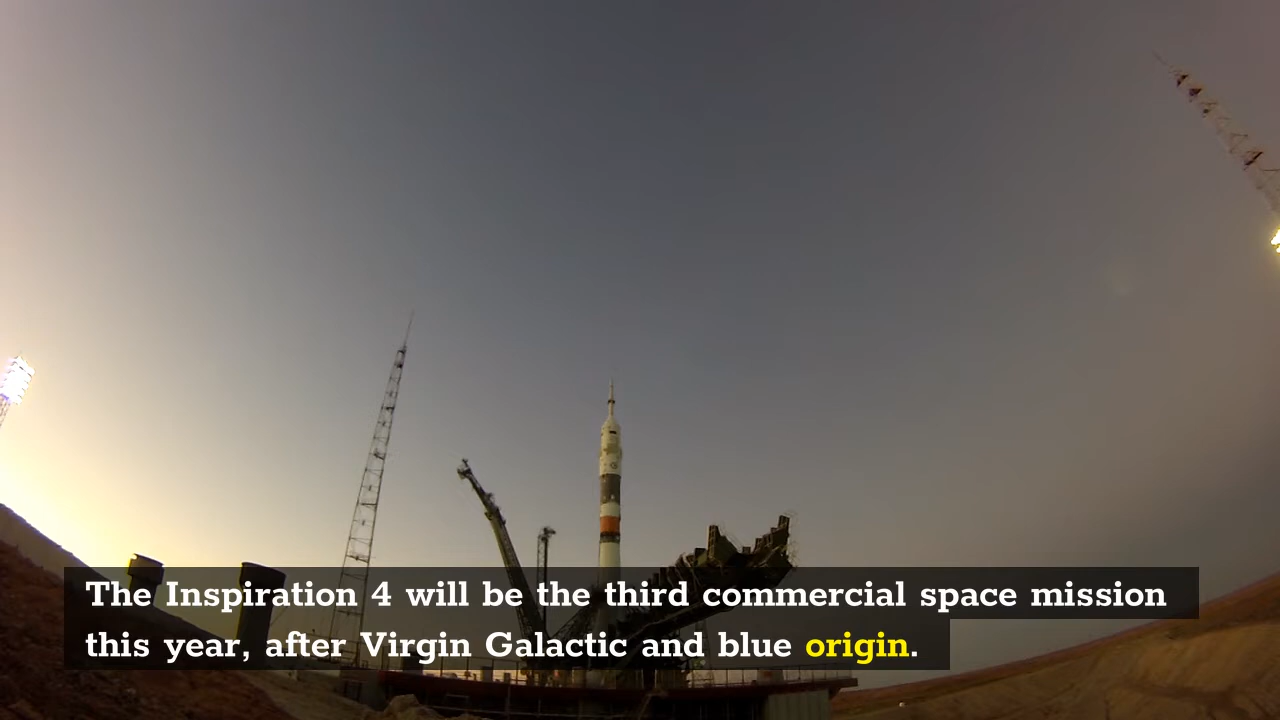 The Inspiration 4 will be the third commercial space mission
this year, after Virgin Galactic and blue origin.